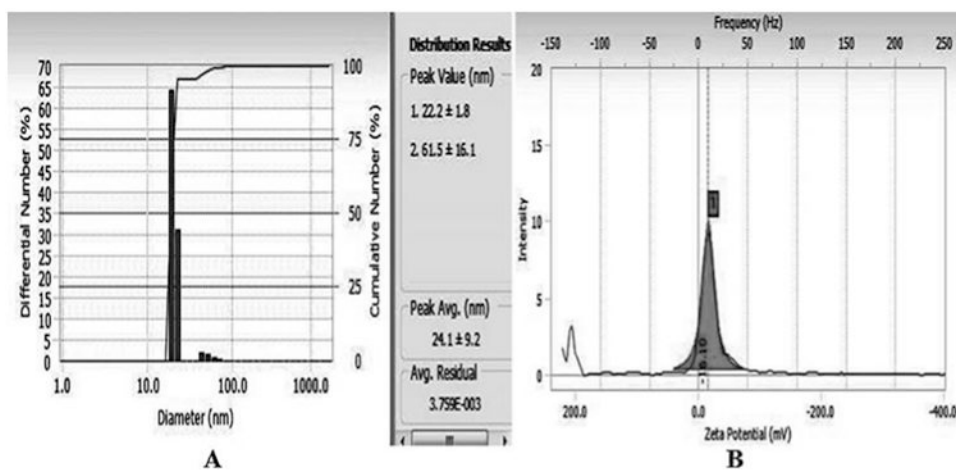 Differential Number (%)
70
65
60
55
50
45
40
35
30
25
20
15
10
5
0
1.0 10.0 100.0 1000.0
Diameter (nm)
100
75
50
25
0
Cumulative Number (%)
Distribution Results
Peak Value (nm)
1. 22.2 ± 1.8
2. 61.5 ± 16.1
Peak Avg. (nm)
24.1 ± 9.2
Avg. Residual
3.759E-003
A
B
Frequency (Hz)
-150 -100 -50 0 50 100 150 200 250
Intensity
20
15
10
5
0
1
-16.10
200.0 0.0 -200.0 -400.0
Zeta Potential (mV)